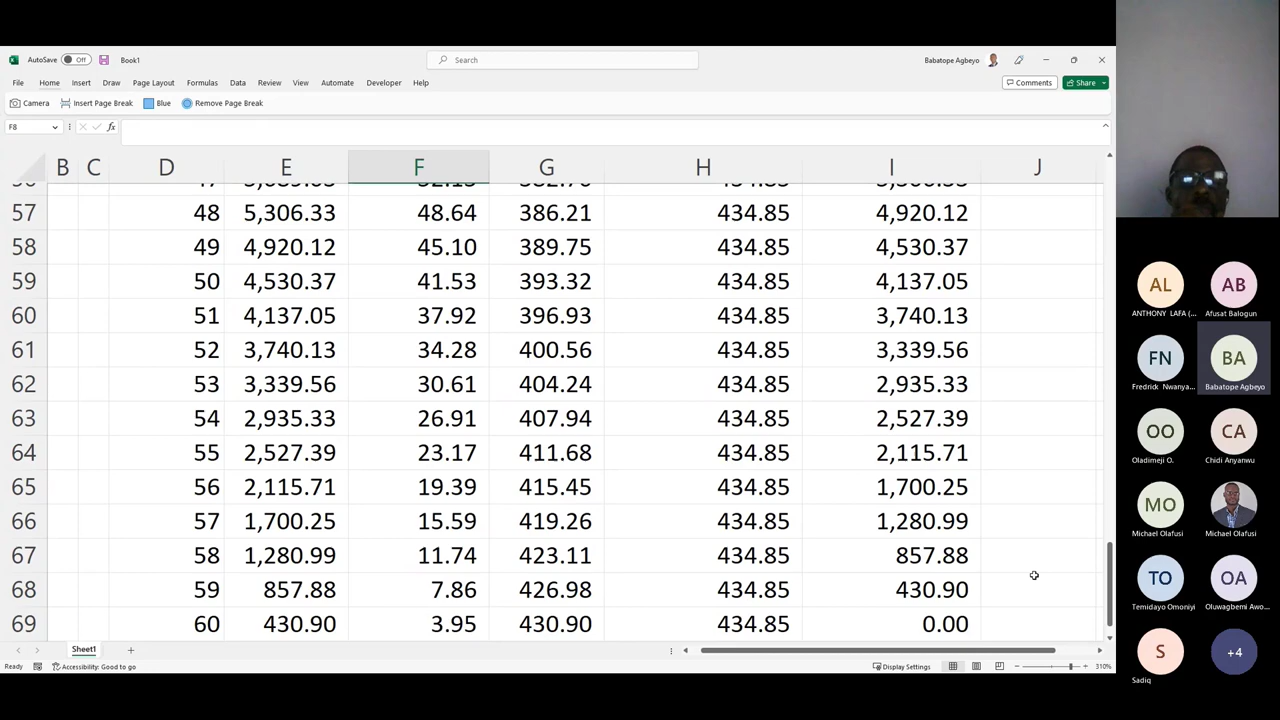 AutoSave Off Book1 Search Babatope Agbeyo
File Home Insert Draw Page Layout Formulas Data Review View Automate Developer Help Comments Share
Camera Insert Page Break Blue Remove Page Break
F8 fx
B C D E F G H I J
57 48 5,306.33 48.64 386.21 434.85 4,920.12
58 49 4,920.12 45.10 389.75 434.85 4,530.37
59 50 4,530.37 41.53 393.32 434.85 4,137.05
60 51 4,137.05 37.92 396.93 434.85 3,740.13
61 52 3,740.13 34.28 400.56 434.85 3,339.56
62 53 3,339.56 30.61 404.24 434.85 2,935.33
63 54 2,935.33 26.91 407.94 434.85 2,527.39
64 55 2,527.39 23.17 411.68 434.85 2,115.71
65 56 2,115.71 19.39 415.45 434.85 1,700.25
66 57 1,700.25 15.59 419.26 434.85 1,280.99
67 58 1,280.99 11.74 423.11 434.85 857.88
68 59 857.88 7.86 426.98 434.85 430.90
69 60 430.90 3.95 430.90 434.85 0.00
Sheet1
Ready Accessibility: Good to go Display Settings 310%
AL AB
ANTHONY LAFA (... Afusat Balogun
FN BA
Fredrick Nwanya... Babatope Agbeyo
OO CA
Oladimeji O. Chidi Anyanwu
MO
Michael Olafusi Michael Olafusi
TO OA
Temidayo Omoniyi Oluwagbemi Awo...
S +4
Sadiq